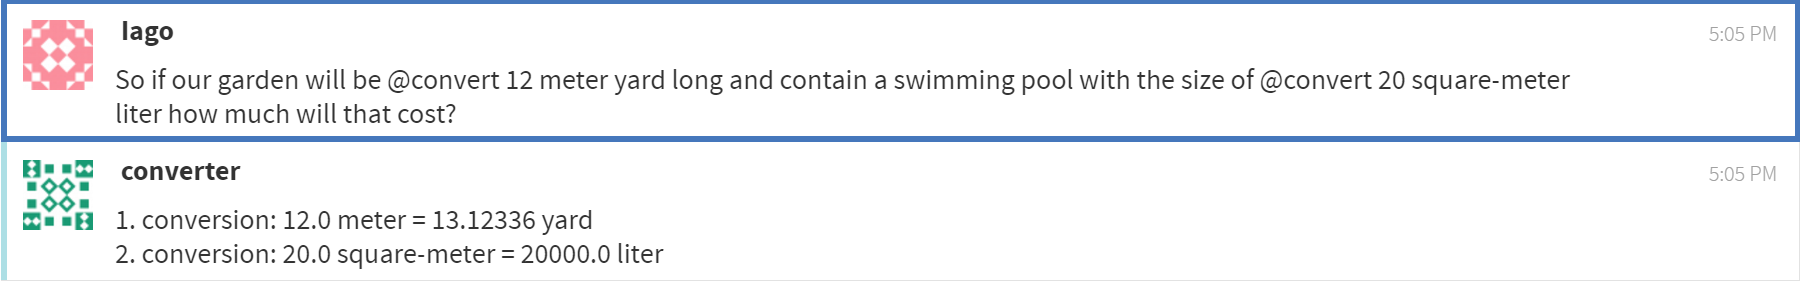 Iago
5:05 PM
So if our garden will be @convert 12 meter yard long and contain a swimming pool with the size of @convert 20 square-meter
liter how much will that cost?
converter
5:05 PM
1. conversion: 12.0 meter = 13.12336 yard
2. conversion: 20.0 square-meter = 20000.0 liter